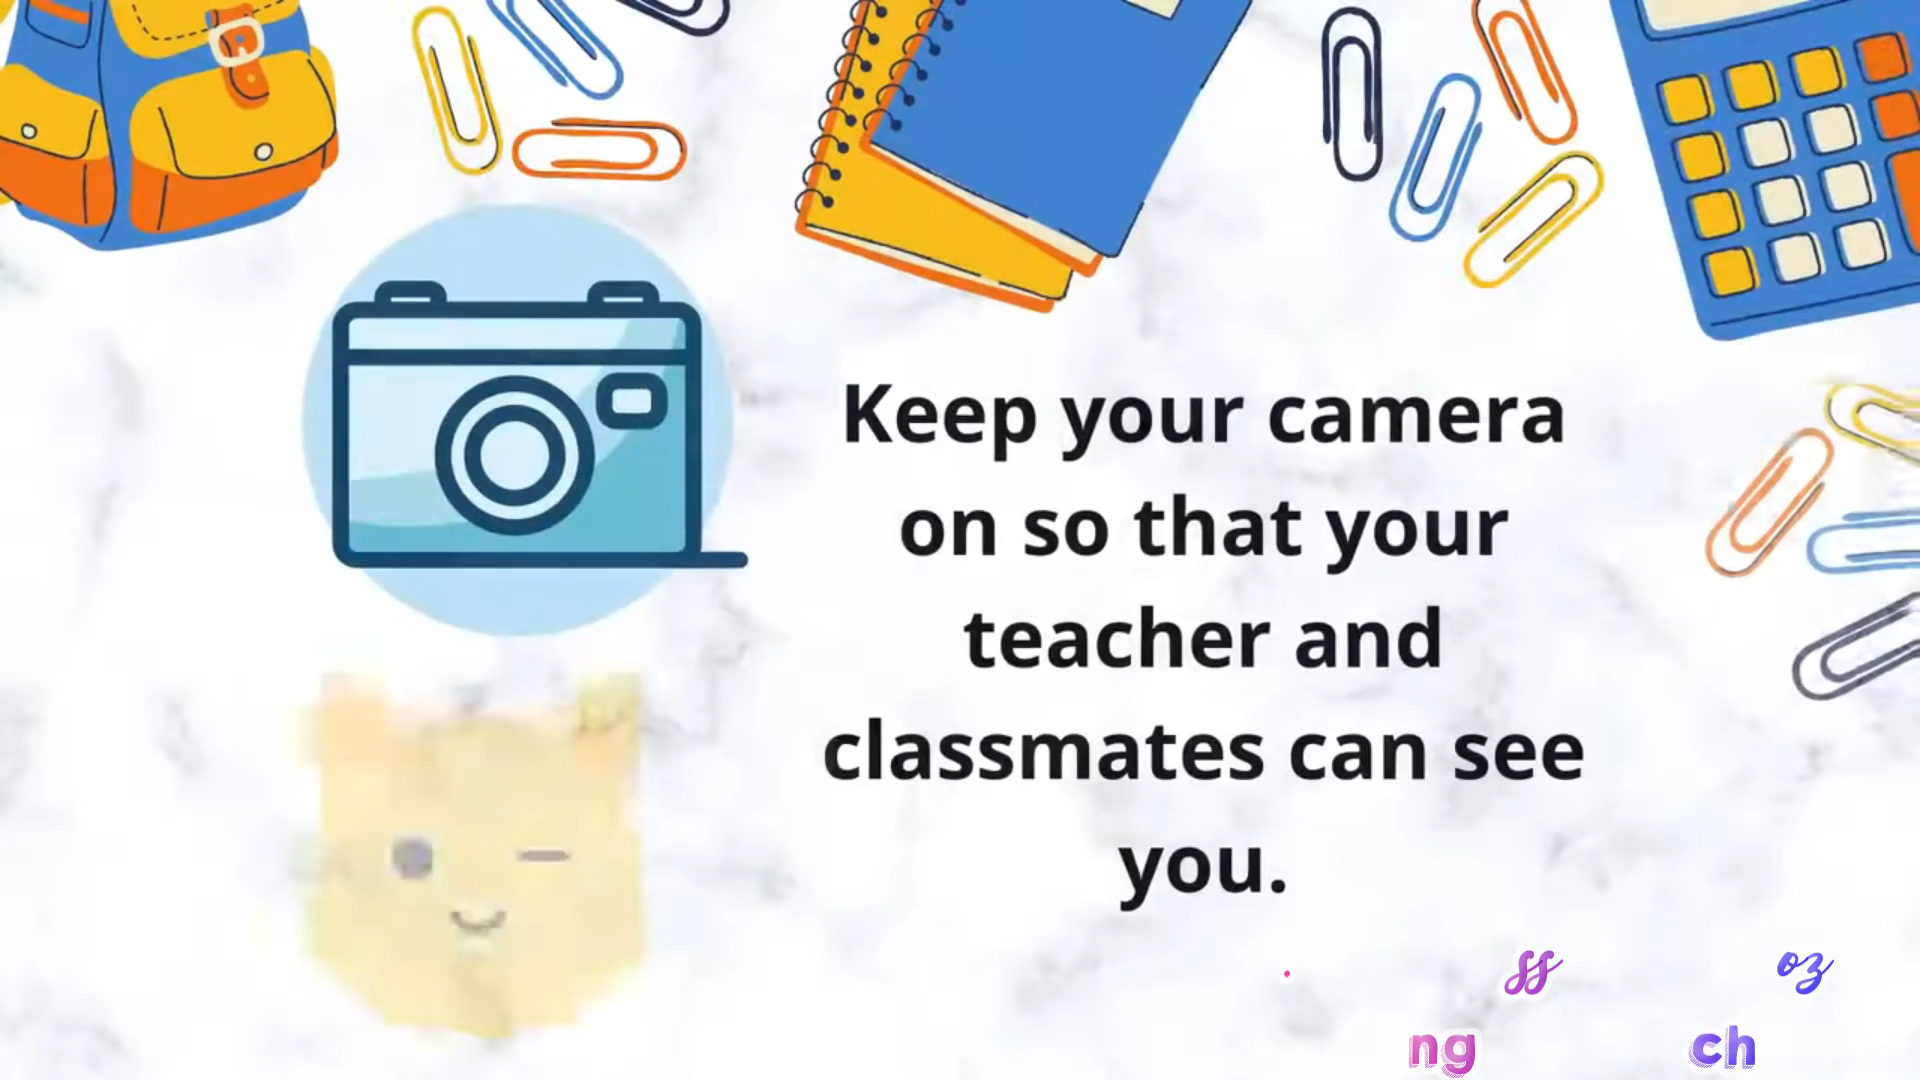 Keep your camera
on so that your
teacher and
classmates can see
you.
ss oz
ng ch